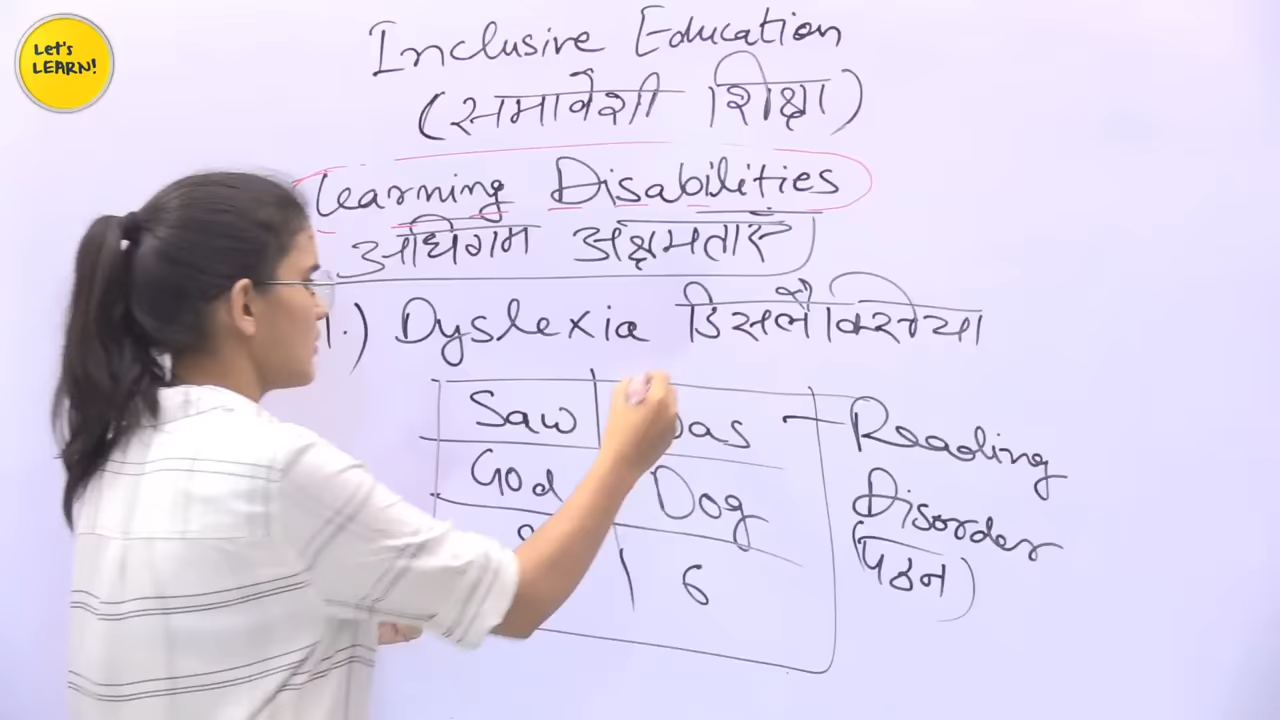 Let's
LEARN!
Inclusive Education
(समावेशी शिक्षा)
Learning Disabilities
अधिगम अक्षमताएँ
1.) Dyslexia डिसलैक्सिया
Saw
God Dog
6
Reading
Disorder
(पठन)